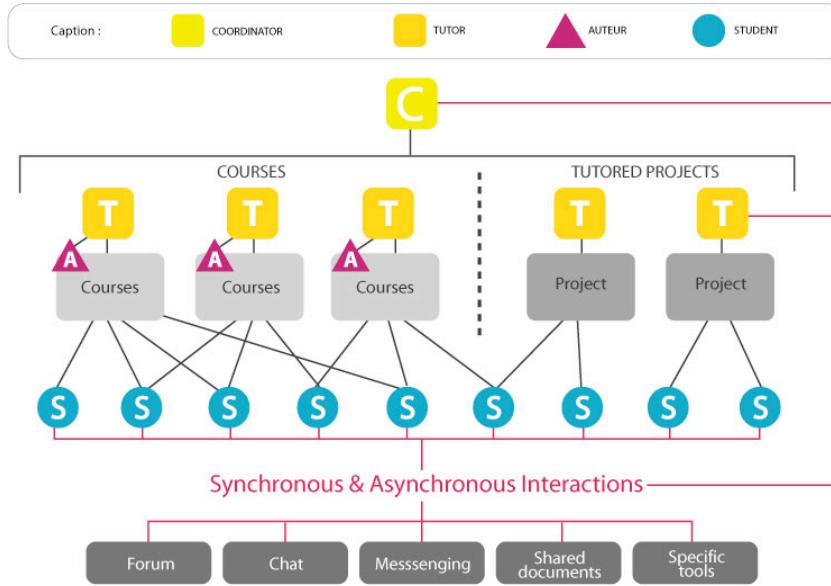 Caption :
COORDINATOR
TUTOR
AUTEUR
STUDENT
C
COURSES
TUTORED PROJECTS
T T T T T
A A A
Courses Courses Courses Project Project
S S S S S S S S S
Synchronous & Asynchronous Interactions
Forum
Chat
Messsenging
Shared
documents
Specific
tools